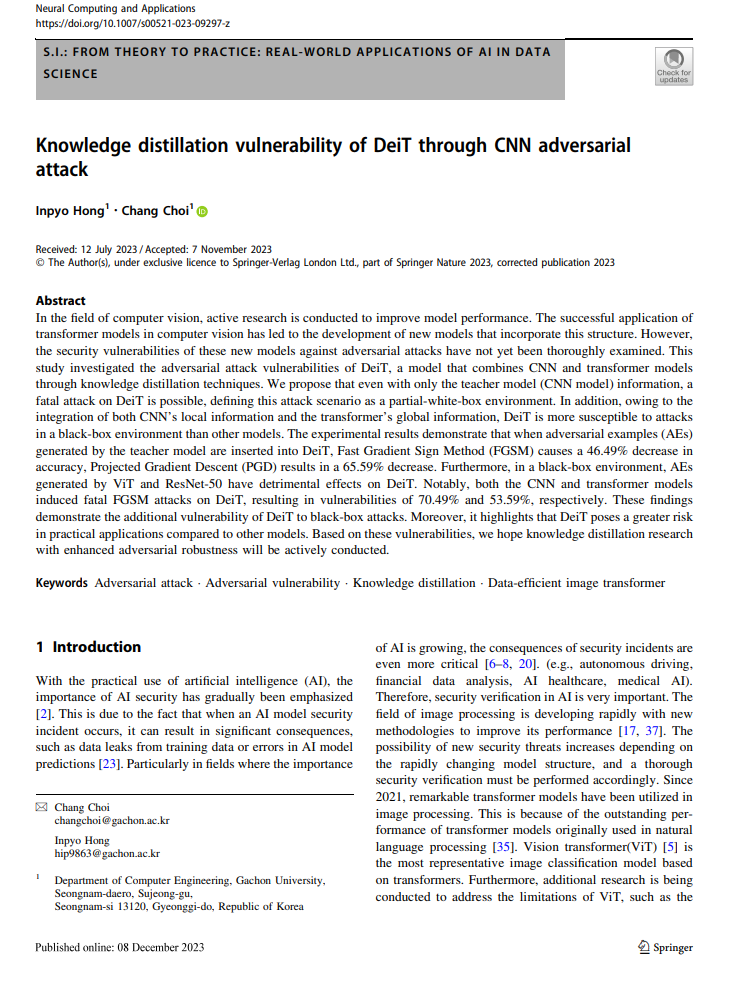 Neural Computing and Applications
https://doi.org/10.1007/s00521-023-09297-z
S.I.: FROM THEORY TO PRACTICE: REAL-WORLD APPLICATIONS OF AI IN DATA
SCIENCE
Check for
updates
Knowledge distillation vulnerability of DeiT through CNN adversarial
attack
Inpyo Hong1 · Chang Choi1 iD
Received: 12 July 2023 / Accepted: 7 November 2023
© The Author(s), under exclusive licence to Springer-Verlag London Ltd., part of Springer Nature 2023, corrected publication 2023
Abstract
In the field of computer vision, active research is conducted to improve model performance. The successful application of
transformer models in computer vision has led to the development of new models that incorporate this structure. However,
the security vulnerabilities of these new models against adversarial attacks have not yet been thoroughly examined. This
study investigated the adversarial attack vulnerabilities of DeiT, a model that combines CNN and transformer models
through knowledge distillation techniques. We propose that even with only the teacher model (CNN model) information, a
fatal attack on DeiT is possible, defining this attack scenario as a partial-white-box environment. In addition, owing to the
integration of both CNN's local information and the transformer's global information, DeiT is more susceptible to attacks
in a black-box environment than other models. The experimental results demonstrate that when adversarial examples (AEs)
generated by the teacher model are inserted into DeiT, Fast Gradient Sign Method (FGSM) causes a 46.49% decrease in
accuracy, Projected Gradient Descent (PGD) results in a 65.59% decrease. Furthermore, in a black-box environment, AEs
generated by ViT and ResNet-50 have detrimental effects on DeiT. Notably, both the CNN and transformer models
induced fatal FGSM attacks on DeiT, resulting in vulnerabilities of 70.49% and 53.59%, respectively. These findings
demonstrate the additional vulnerability of DeiT to black-box attacks. Moreover, it highlights that DeiT poses a greater risk
in practical applications compared to other models. Based on these vulnerabilities, we hope knowledge distillation research
with enhanced adversarial robustness will be actively conducted.
Keywords Adversarial attack · Adversarial vulnerability · Knowledge distillation · Data-efficient image transformer
1 Introduction
With the practical use of artificial intelligence (AI), the
importance of AI security has gradually been emphasized
[2]. This is due to the fact that when an AI model security
incident occurs, it can result in significant consequences,
such as data leaks from training data or errors in AI model
predictions [23]. Particularly in fields where the importance
Chang Choi
changchoi@gachon.ac.kr
Inpyo Hong
hip9863@gachon.ac.kr
1 Department of Computer Engineering, Gachon University,
Seongnam-daero, Sujeong-gu,
Seongnam-si 13120, Gyeonggi-do, Republic of Korea
of AI is growing, the consequences of security incidents are
even more critical [6–8, 20]. (e.g., autonomous driving,
financial data analysis, AI healthcare, medical AI).
Therefore, security verification in AI is very important. The
field of image processing is developing rapidly with new
methodologies to improve its performance [17, 37]. The
possibility of new security threats increases depending on
the rapidly changing model structure, and a thorough
security verification must be performed accordingly. Since
2021, remarkable transformer models have been utilized in
image processing. This is because of the outstanding per-
formance of transformer models originally used in natural
language processing [35]. Vision transformer(ViT) [5] is
the most representative image classification model based
on transformers. Furthermore, additional research is being
conducted to address the limitations of ViT, such as the
Published online: 08 December 2023
Springer